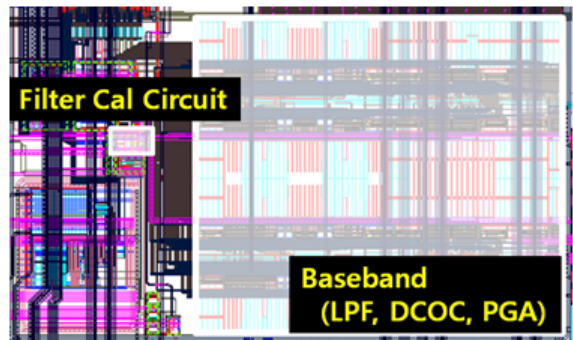 Filter Cal Circuit
Baseband
(LPF, DCOC, PGA)